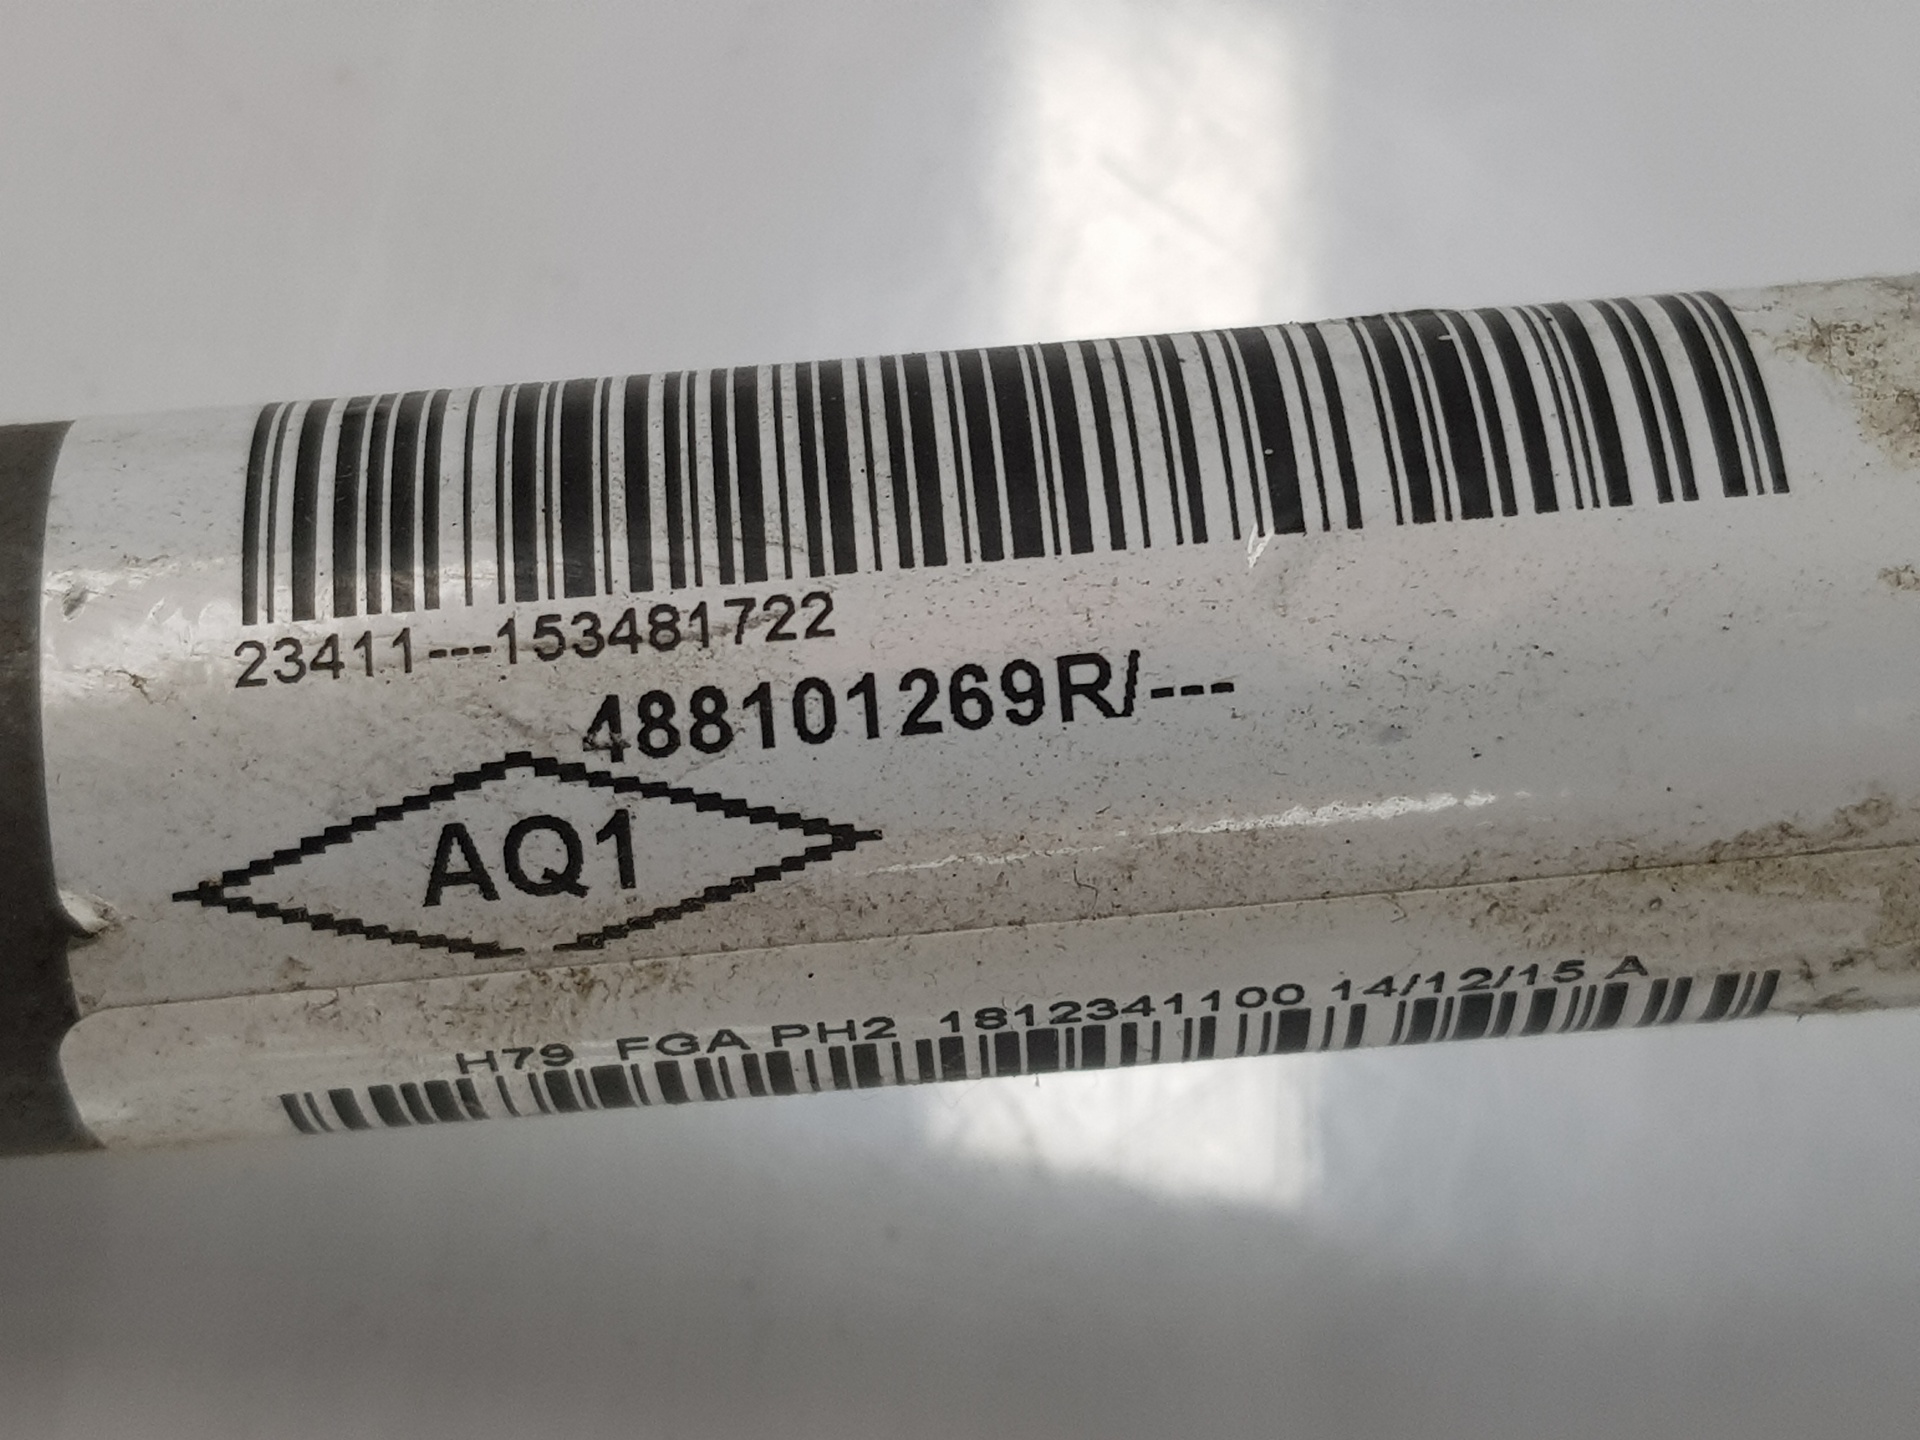 23411---153481722
488101269R/---
AQ1
H79 FGA PH2 1812341100 14/12/15 A